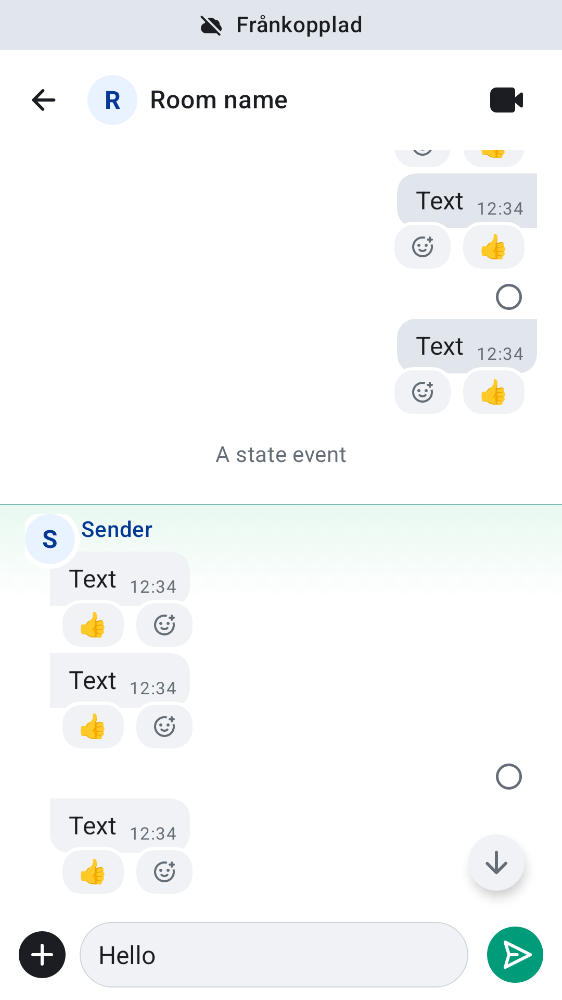 Frånkopplad
R Room name
Text 12:34
Text 12:34
A state event
S Sender
Text 12:34
Text 12:34
Text 12:34
Hello